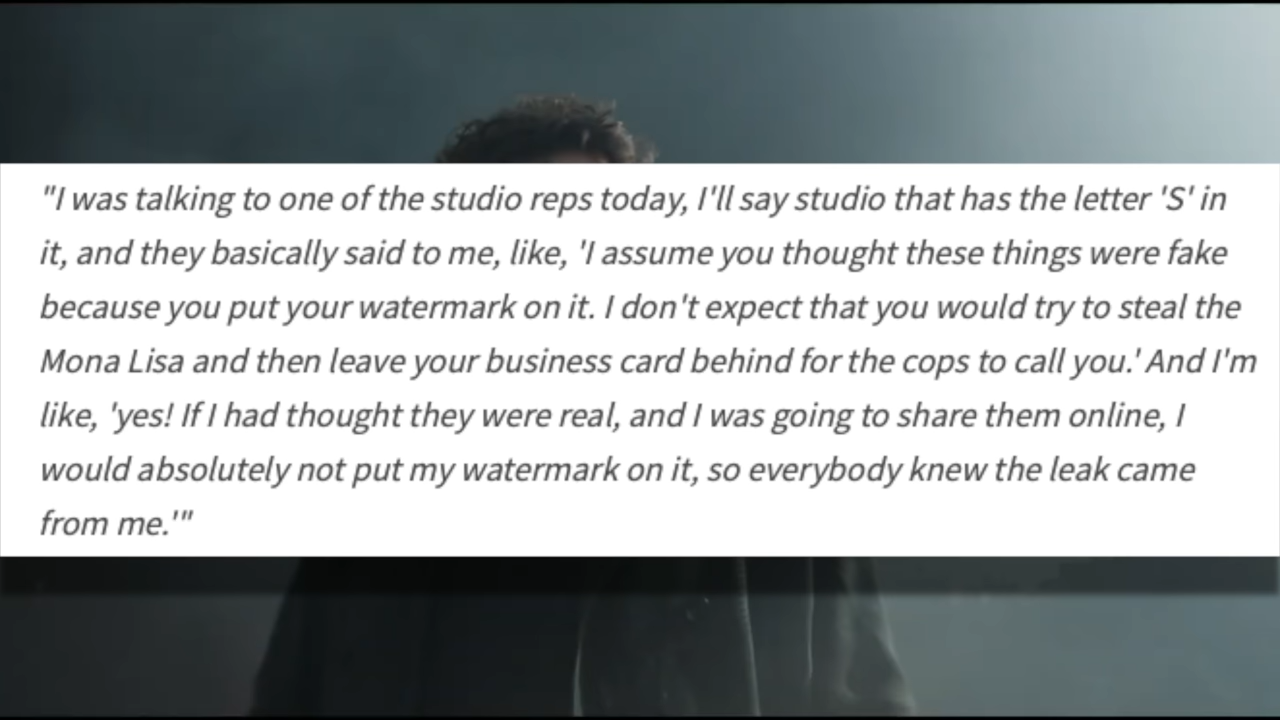 "I was talking to one of the studio reps today, I'll say studio that has the letter 'S' in
it, and they basically said to me, like, 'I assume you thought these things were fake
because you put your watermark on it. I don't expect that you would try to steal the
Mona Lisa and then leave your business card behind for the cops to call you.' And I'm
like, 'yes! If I had thought they were real, and I was going to share them online, I
would absolutely not put my watermark on it, so everybody knew the leak came
from me.'"